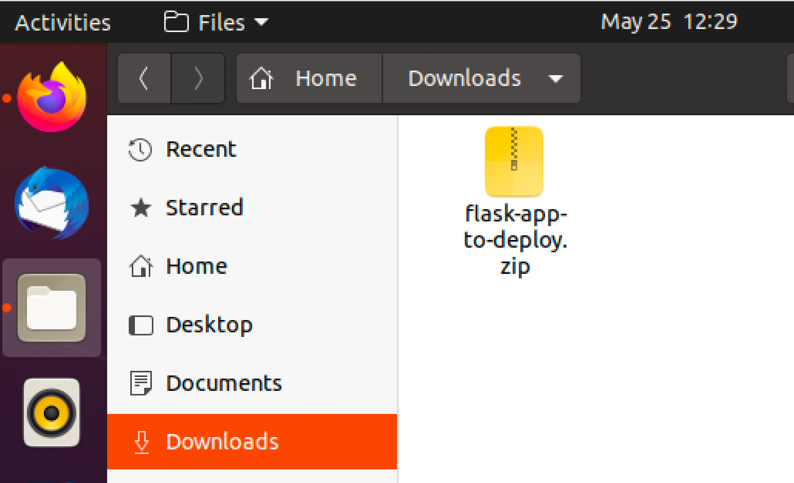 Activities Files May 25 12:29
Home Downloads
Recent
Starred
Home
Desktop
Documents
Downloads
flask-app-
to-deploy.
zip